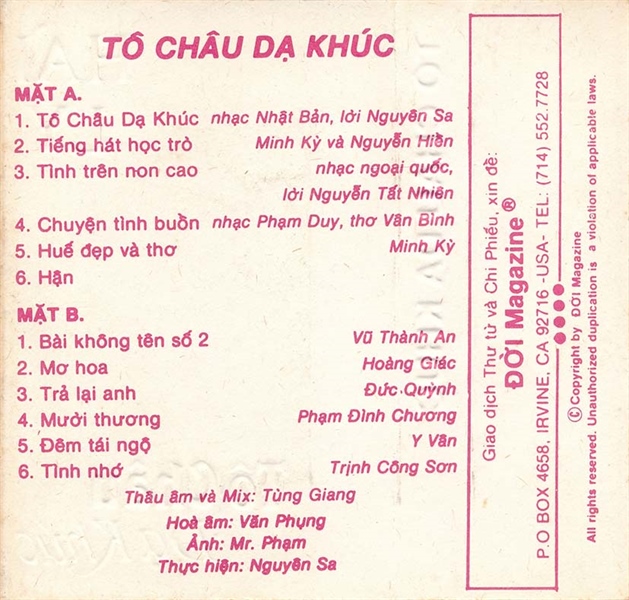 TÔ CHÂU DẠ KHÚC
MẶT A.
1. Tô Châu Dạ Khúc nhạc Nhật Bản, lời Nguyên Sa
2. Tiếng hát học trò Minh Kỳ và Nguyễn Hiền
3. Tình trên non cao nhạc ngoại quốc,
lời Nguyễn Tất Nhiên
4. Chuyện tình buồn nhạc Phạm Duy, thơ Văn Bình
5. Huế đẹp và thơ Minh Kỳ
6. Hận
MẶT B.
1. Bài không tên số 2 Vũ Thành An
2. Mơ hoa Hoàng Giác
3. Trả lại anh Đức Quỳnh
4. Mười thương Phạm Đình Chương
5. Đêm tái ngộ Y Vân
6. Tình nhớ Trịnh Công Sơn
Thâu âm và Mix: Tùng Giang
Hoà âm: Văn Phụng
Ảnh: Mr. Phạm
Thực hiện: Nguyên Sa
Giao dịch Thư từ và Chi Phiếu, xin đề:
ĐỜI Magazine®
P.O BOX 4658, IRVINE, CA 92716 -USA- TEL: (714) 552.7728
©Copyright by ĐỜI Magazine
All rights reserved. Unauthorized duplication is a violation of applicable laws.